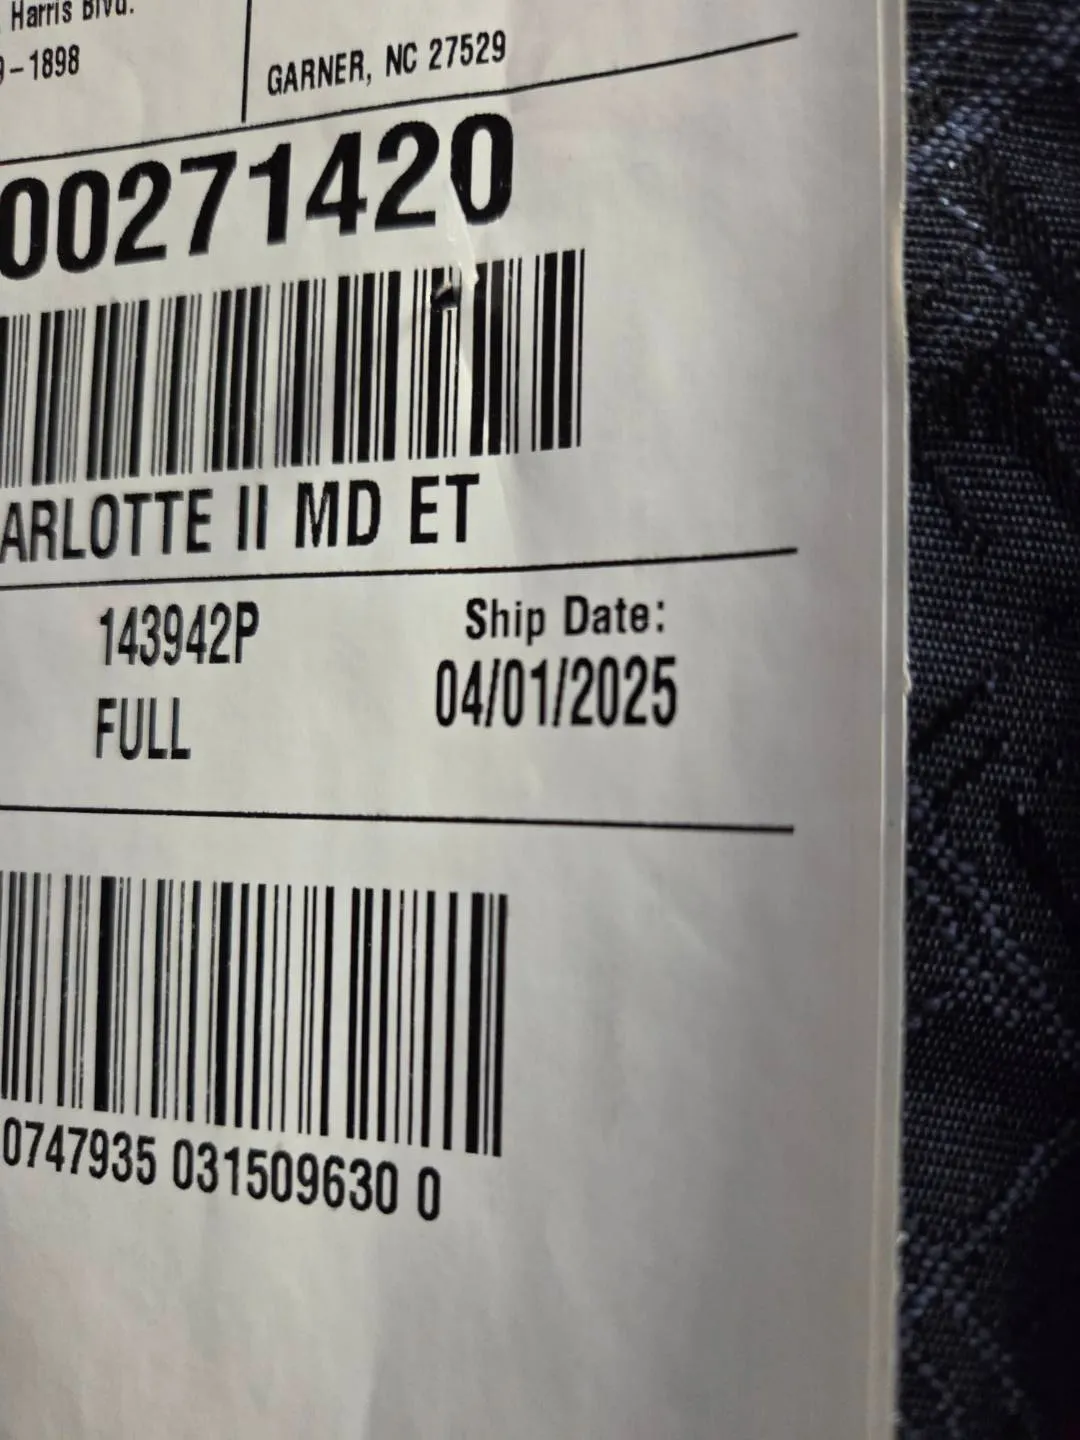 Harris Blvd.
9-1898
GARNER, NC 27529
00271420
ARLOTTE II MD ET
143942P
Ship Date:
FULL
04/01/2025
0747935 031509630 0